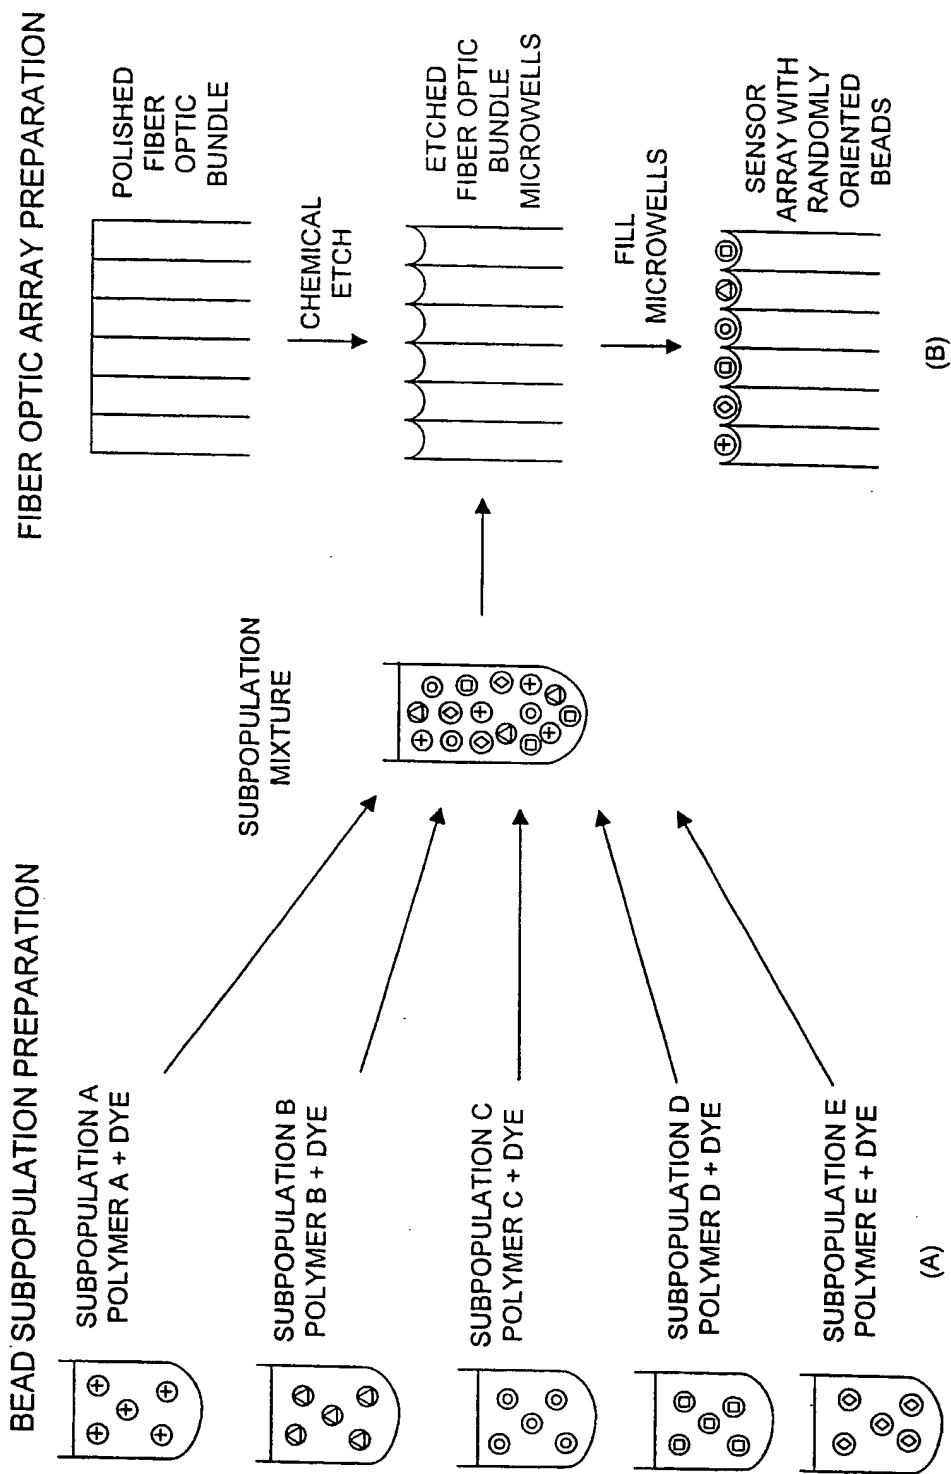 BEAD SUBPOPULATION PREPARATION
SUBPOPULATION A
POLYMER A + DYE
SUBPOPULATION B
POLYMER B + DYE
SUBPOPULATION C
POLYMER C + DYE
SUBPOPULATION D
POLYMER D + DYE
SUBPOPULATION E
POLYMER E + DYE
(A)
SUBPOPULATION
MIXTURE
FIBER OPTIC ARRAY PREPARATION
POLISHED
FIBER
OPTIC
BUNDLE
CHEMICAL
ETCH
ETCHED
FIBER OPTIC
BUNDLE
MICROWELLS
FILL
MICROWELLS
SENSOR
ARRAY WITH
RANDOMLY
ORIENTED
BEADS
(B)